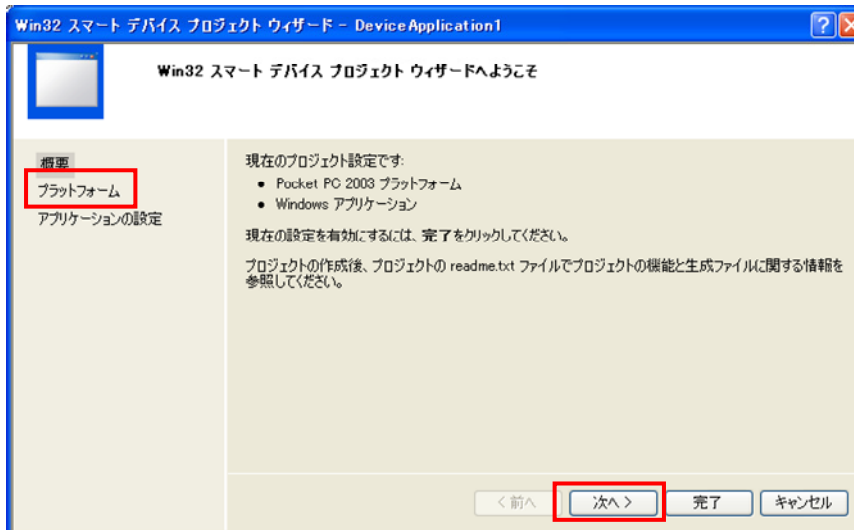 Win32 スマート デバイス プロジェクト ウィザード - DeviceApplication1
Win32 スマート デバイス プロジェクト ウィザードへようこそ
概要
プラットフォーム
アプリケーションの設定
現在のプロジェクト設定です:
• Pocket PC 2003 プラットフォーム
• Windows アプリケーション
現在の設定を有効にするには、完了をクリックしてください。
プロジェクトの作成後、プロジェクトの readme.txt ファイルでプロジェクトの機能と生成ファイルに関する情報を
参照してください。
< 前へ
次へ >
完了
キャンセル